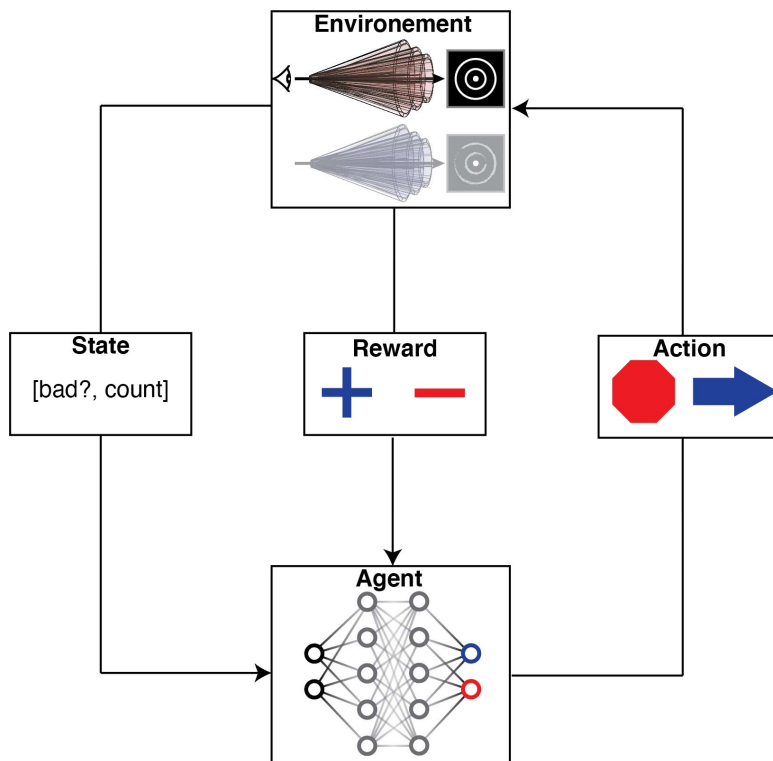 Environement
State
[bad?, count]
Reward
Action
Agent